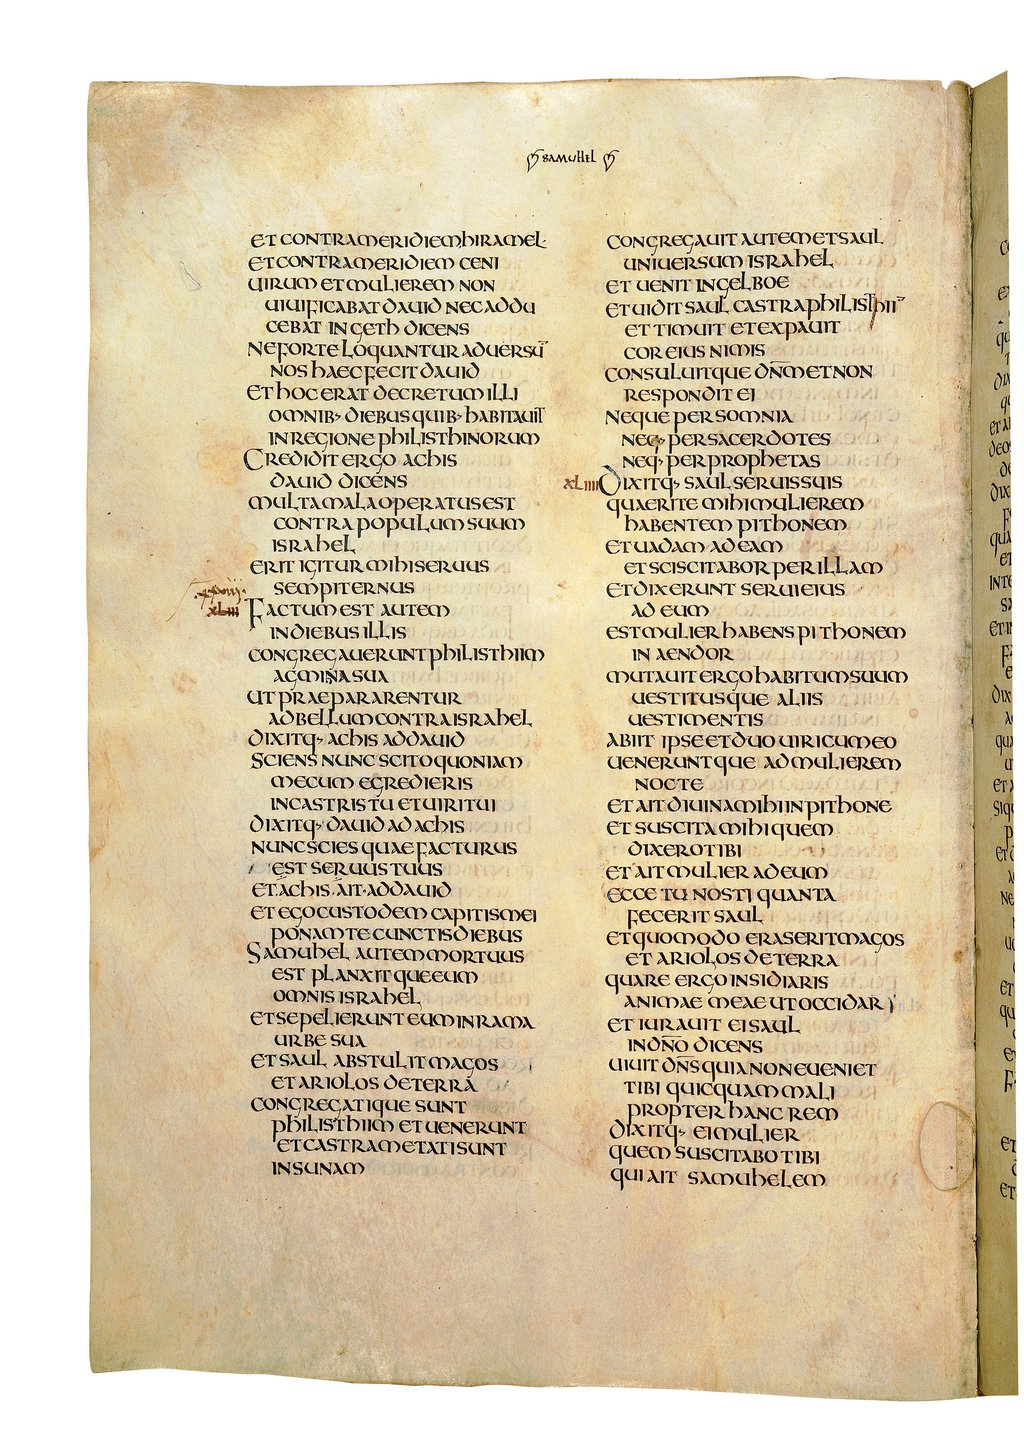 SAMUHEL
ET CONTRA MERIDIEM HIRAMEL
ET CONTRA MERIDIEM CENI
UIRUM ET MULIEREM NON
UIUIFICABAT DAUID NEC ADDU
CEBAT IN GETH DICENS
NE FORTE LOQUANTUR ADUERSŪ
NOS HAEC FECIT DAUID
ET HOC ERAT DECRETUM ILLI
OMNIB· DIEBUS QUIB· HABITAUIT
IN REGIONE PHILISTHINORUM
CREDIDIT ERGO ACHIS
DAUID DICENS
MULTA MALA OPERATUS EST
CONTRA POPULUM SUUM
ISRAHEL
ERIT IGITUR MIHI SERUUS
SEMPITERNUS
XLIII FACTUM EST AUTEM
IN DIEBUS ILLIS
CONGREGAUERUNT PHILISTHIIM
AGMINA SUA
UT PRAEPARARENTUR
AD BELLUM CONTRA ISRAHEL
DIXITQ· ACHIS AD DAUID
SCIENS NUNC SCITO QUONIAM
MECUM EGREDIERIS
IN CASTRIS TU ET UIRI TUI
DIXITQ· DAUID AD ACHIS
NUNC SCIES QUAE FACTURUS
EST SERUUS TUUS
ET ACHIS AIT AD DAUID
ET EGO CUSTODEM CAPITIS MEI
PONAM TE CUNCTIS DIEBUS
SAMUHEL AUTEM MORTUUS
EST PLANXITQUE EUM
OMNIS ISRAHEL
ET SEPELIERUNT EUM IN RAMA
URBE SUA
ET SAUL ABSTULIT MAGOS
ET ARIOLOS DE TERRA
CONGREGATIQUE SUNT
PHILISTHIIM ET UENERUNT
ET CASTRAMETATI SUNT
IN SUNAM
CONGREGAUIT AUTEM ET SAUL
UNIUERSUM ISRAHEL
ET UENIT IN GELBOE
ET UIDIT SAUL CASTRA PHILISTHII
ET TIMUIT ET EXPAUIT
COR EIUS NIMIS
CONSULUITQUE DN̄M ET NON
RESPONDIT EI
NEQUE PER SOMNIA
NEQ· PER SACERDOTES
NEQ· PER PROPHETAS
XLIIII DIXITQ· SAUL SERUIS SUIS
QUAERITE MIHI MULIEREM
HABENTEM PITHONEM
ET UADAM AD EAM
ET SCISCITABOR PER ILLAM
ET DIXERUNT SERUI EIUS
AD EUM
EST MULIER HABENS PITHONEM
IN AENDOR
MUTAUIT ERGO HABITUM SUUM
UESTITUSQUE ALIIS
UESTIMENTIS
ABIIT IPSE ET DUO UIRI CUM EO
UENERUNTQUE AD MULIEREM
NOCTE
ET AIT DIUINA MIHI IN PITHONE
ET SUSCITA MIHI QUEM
DIXERO TIBI
ET AIT MULIER AD EUM
ECCE TU NOSTI QUANTA
FECERIT SAUL
ET QUOMODO ERASERIT MAGOS
ET ARIOLOS DE TERRA
QUARE ERGO INSIDIARIS
ANIMAE MEAE UT OCCIDAR
ET IURAUIT EI SAUL
IN DN̄O DICENS
UIUIT DN̄S QUIA NON EUENIET
TIBI QUICQUAM MALI
PROPTER HANC REM
DIXITQ· EI MULIER
QUEM SUSCITABO TIBI
QUI AIT SAMUHELEM